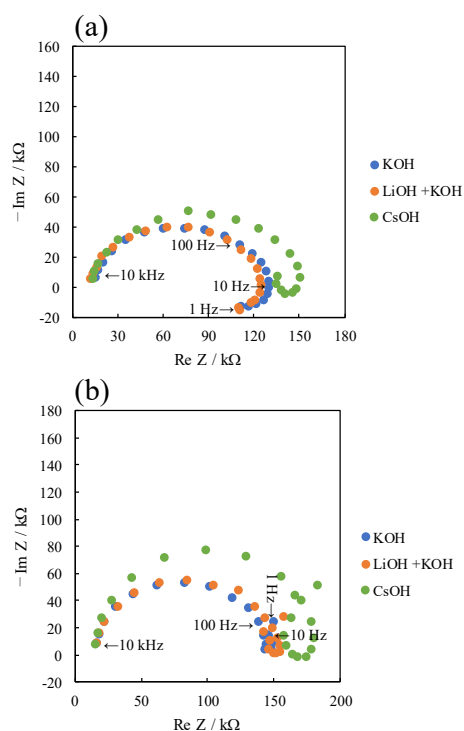 (a)
160
140
120
100
80
60
40
20
0
-20
− Im Z / kΩ
100 Hz→
←10 kHz
10 Hz→
1 Hz→
0 30 60 90 120 150 180
Re Z / kΩ
KOH
LiOH +KOH
CsOH
(b)
180
160
140
120
100
80
60
40
20
0
-20
− Im Z / kΩ
1 Hz→
100 Hz→
←10 Hz
←10 kHz
0 50 100 150 200
Re Z / kΩ
KOH
LiOH +KOH
CsOH